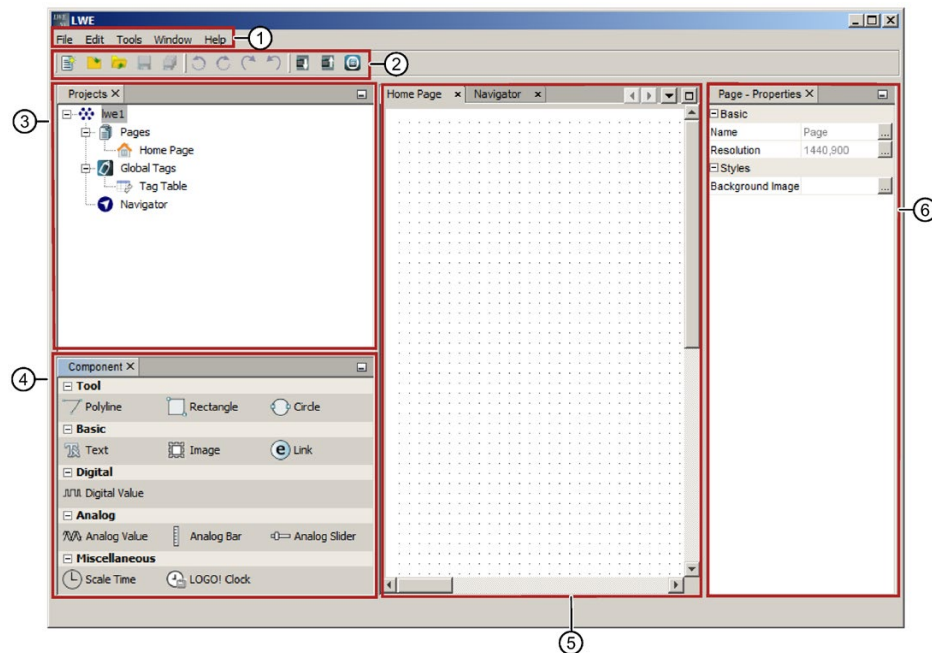 LWE
File Edit Tools Window Help
1
2
Projects
3
lwe1
Pages
Home Page
Global Tags
Tag Table
Navigator
Component
4
Tool
Polyline Rectangle Circle
Basic
Text Image Link
Digital
Digital Value
Analog
Analog Value Analog Bar Analog Slider
Miscellaneous
Scale Time LOGO! Clock
Home Page Navigator
5
Page - Properties
Basic
Name Page ...
Resolution 1440,900 ...
Styles
Background Image ...
6